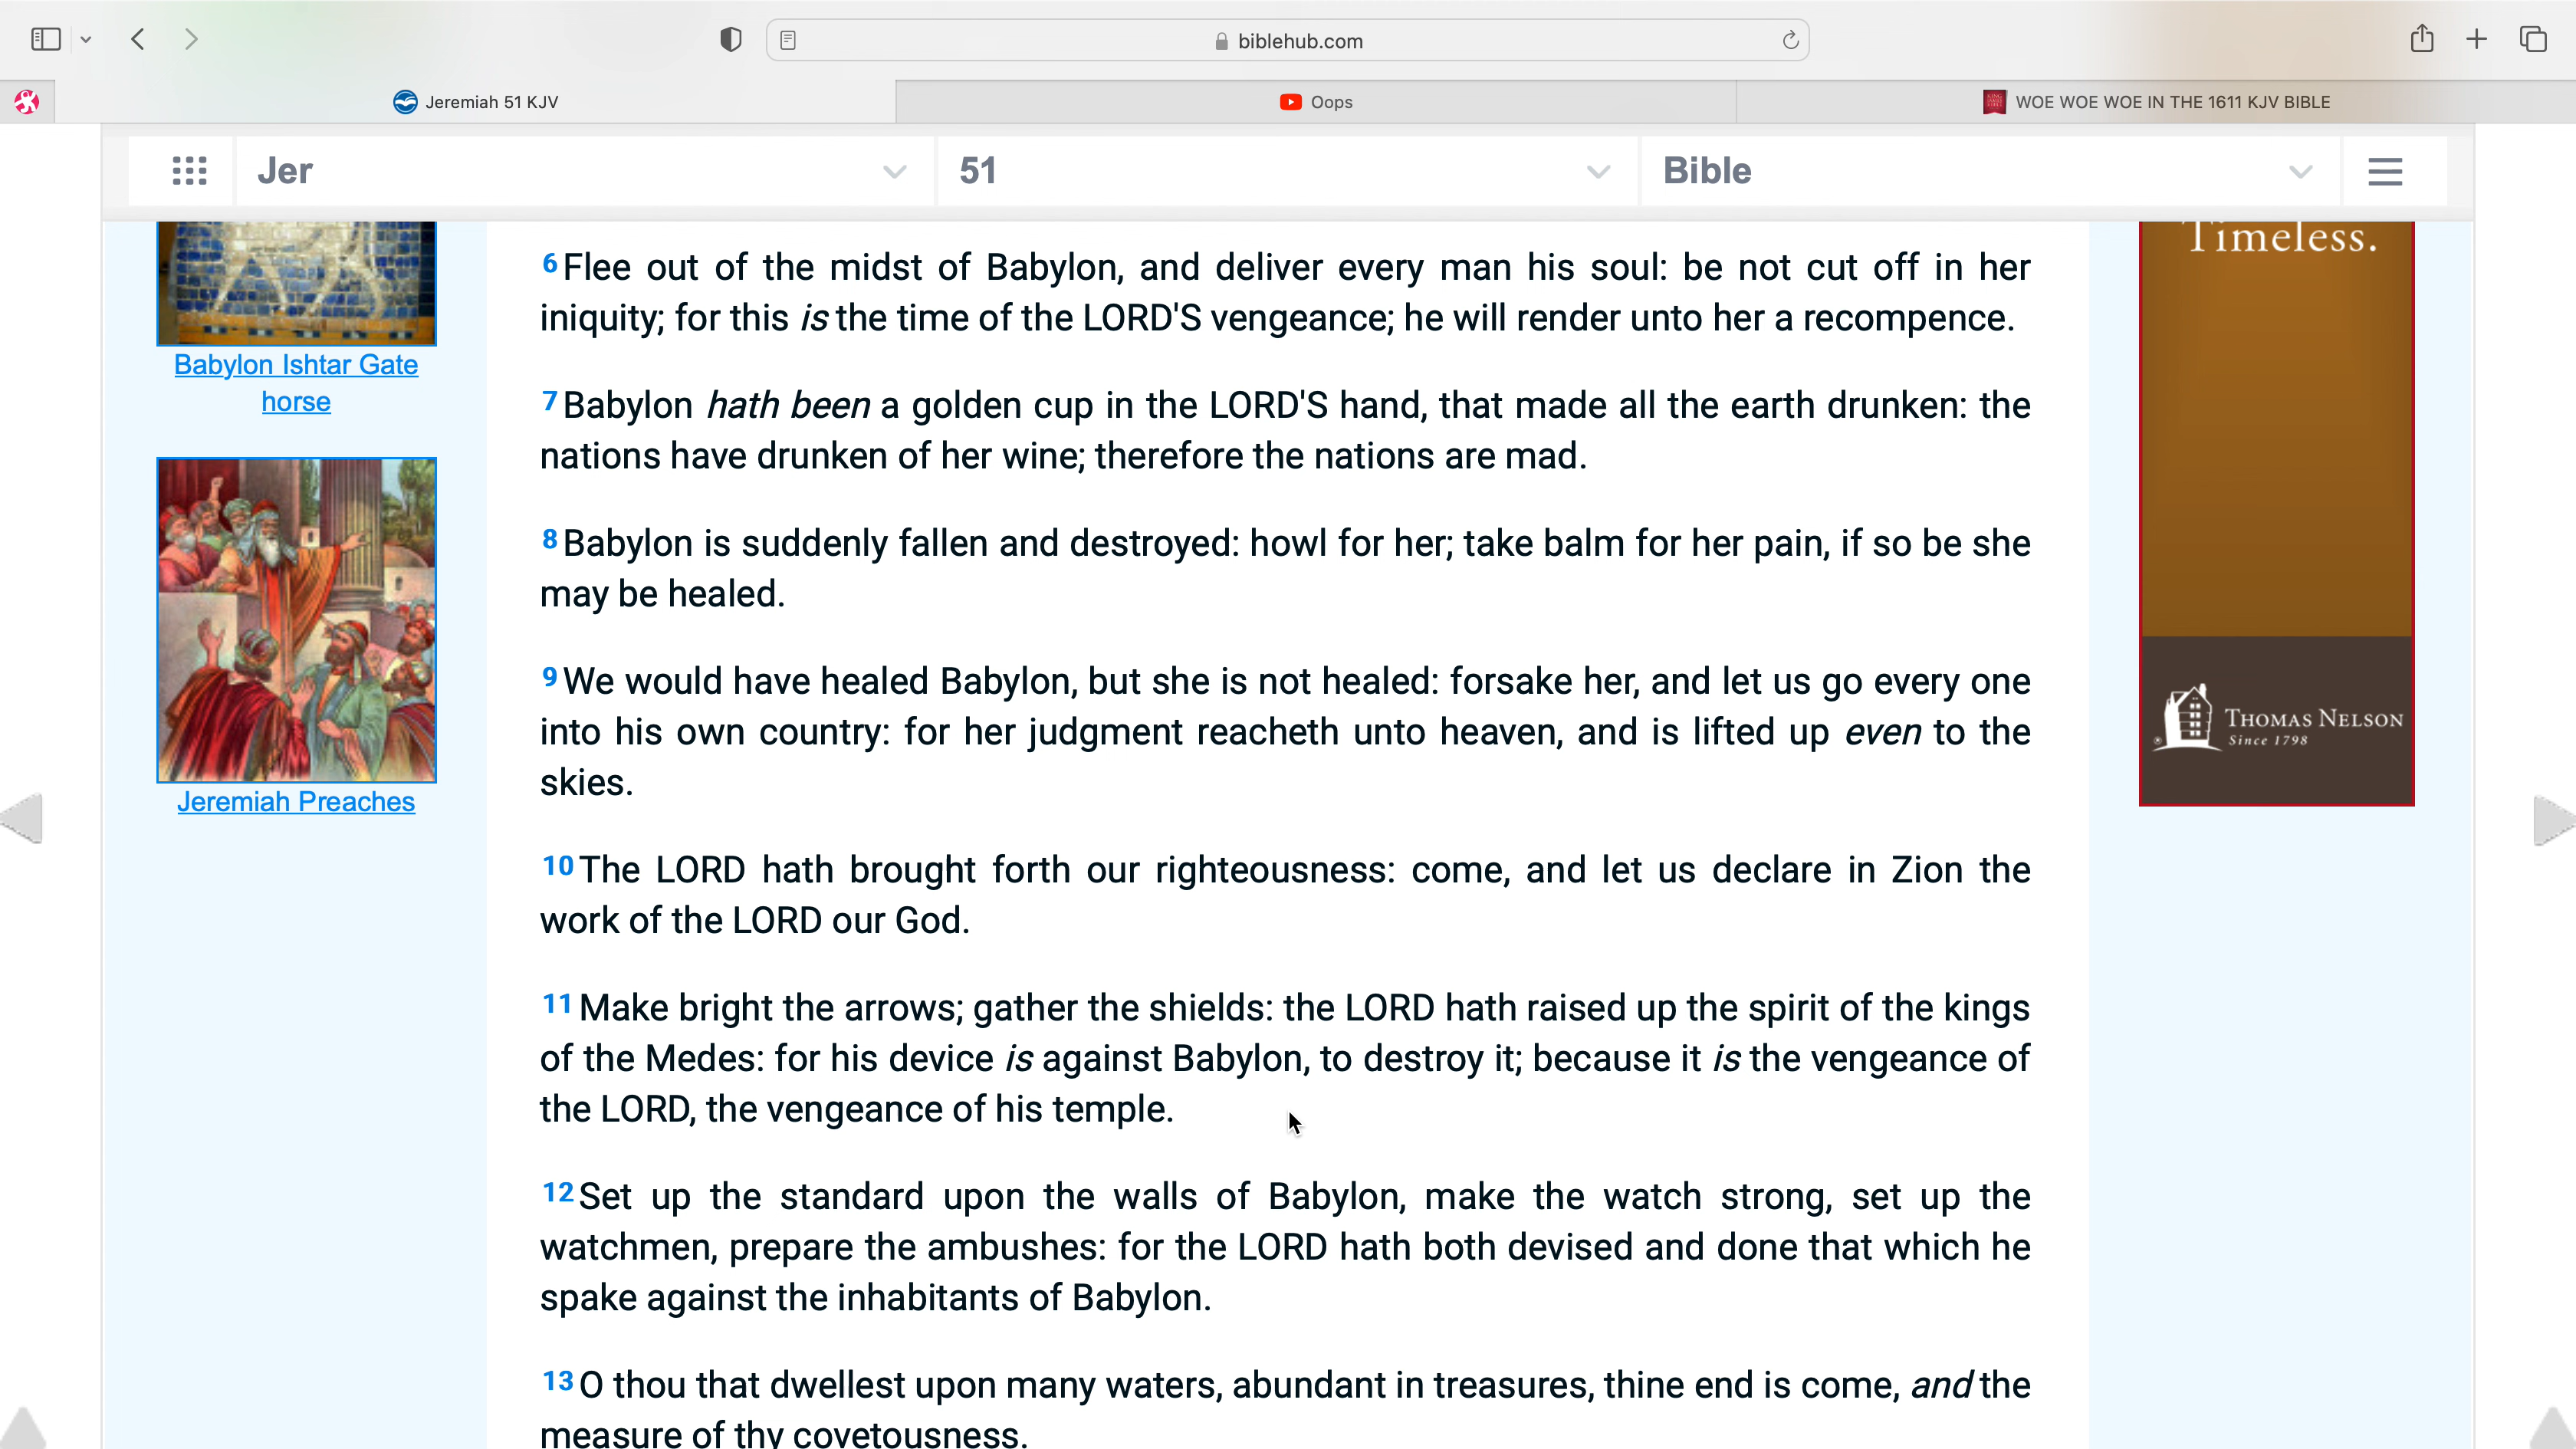 biblehub.com
Jeremiah 51 KJV
Oops
WOE WOE WOE IN THE 1611 KJV BIBLE
Jer
51
Bible
Babylon Ishtar Gate
horse
Jeremiah Preaches
6 Flee out of the midst of Babylon, and deliver every man his soul: be not cut off in her
iniquity; for this is the time of the LORD'S vengeance; he will render unto her a recompence.
7 Babylon hath been a golden cup in the LORD'S hand, that made all the earth drunken: the
nations have drunken of her wine; therefore the nations are mad.
8 Babylon is suddenly fallen and destroyed: howl for her; take balm for her pain, if so be she
may be healed.
9 We would have healed Babylon, but she is not healed: forsake her, and let us go every one
into his own country: for her judgment reacheth unto heaven, and is lifted up even to the
skies.
10 The LORD hath brought forth our righteousness: come, and let us declare in Zion the
work of the LORD our God.
11 Make bright the arrows; gather the shields: the LORD hath raised up the spirit of the kings
of the Medes: for his device is against Babylon, to destroy it; because it is the vengeance of
the LORD, the vengeance of his temple.
12 Set up the standard upon the walls of Babylon, make the watch strong, set up the
watchmen, prepare the ambushes: for the LORD hath both devised and done that which he
spake against the inhabitants of Babylon.
13 O thou that dwellest upon many waters, abundant in treasures, thine end is come, and the
measure of thy covetousness.
Timeless.
THOMAS NELSON
Since 1798